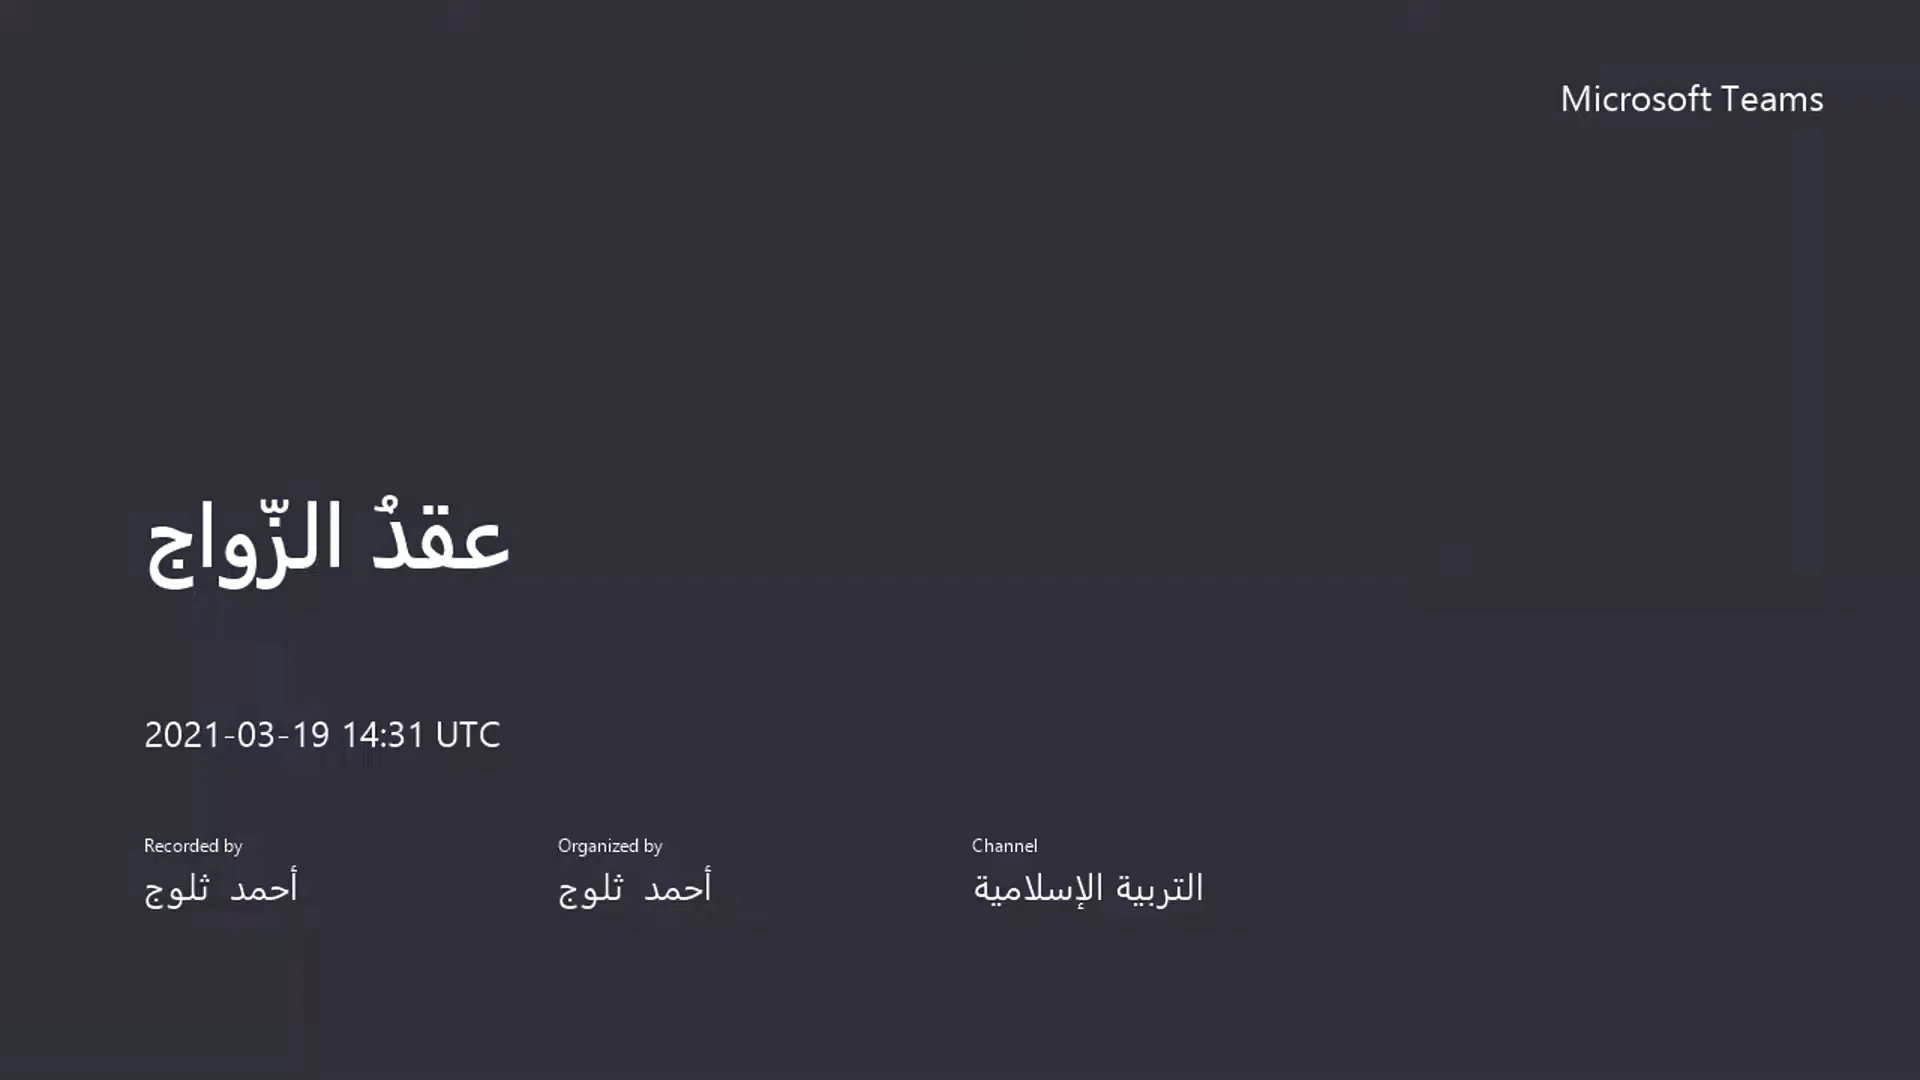 Microsoft Teams
عقدُ الزّواج
2021-03-19 14:31 UTC
Recorded by
أحمد ثلوج
Organized by
أحمد ثلوج
Channel
التربية الإسلامية